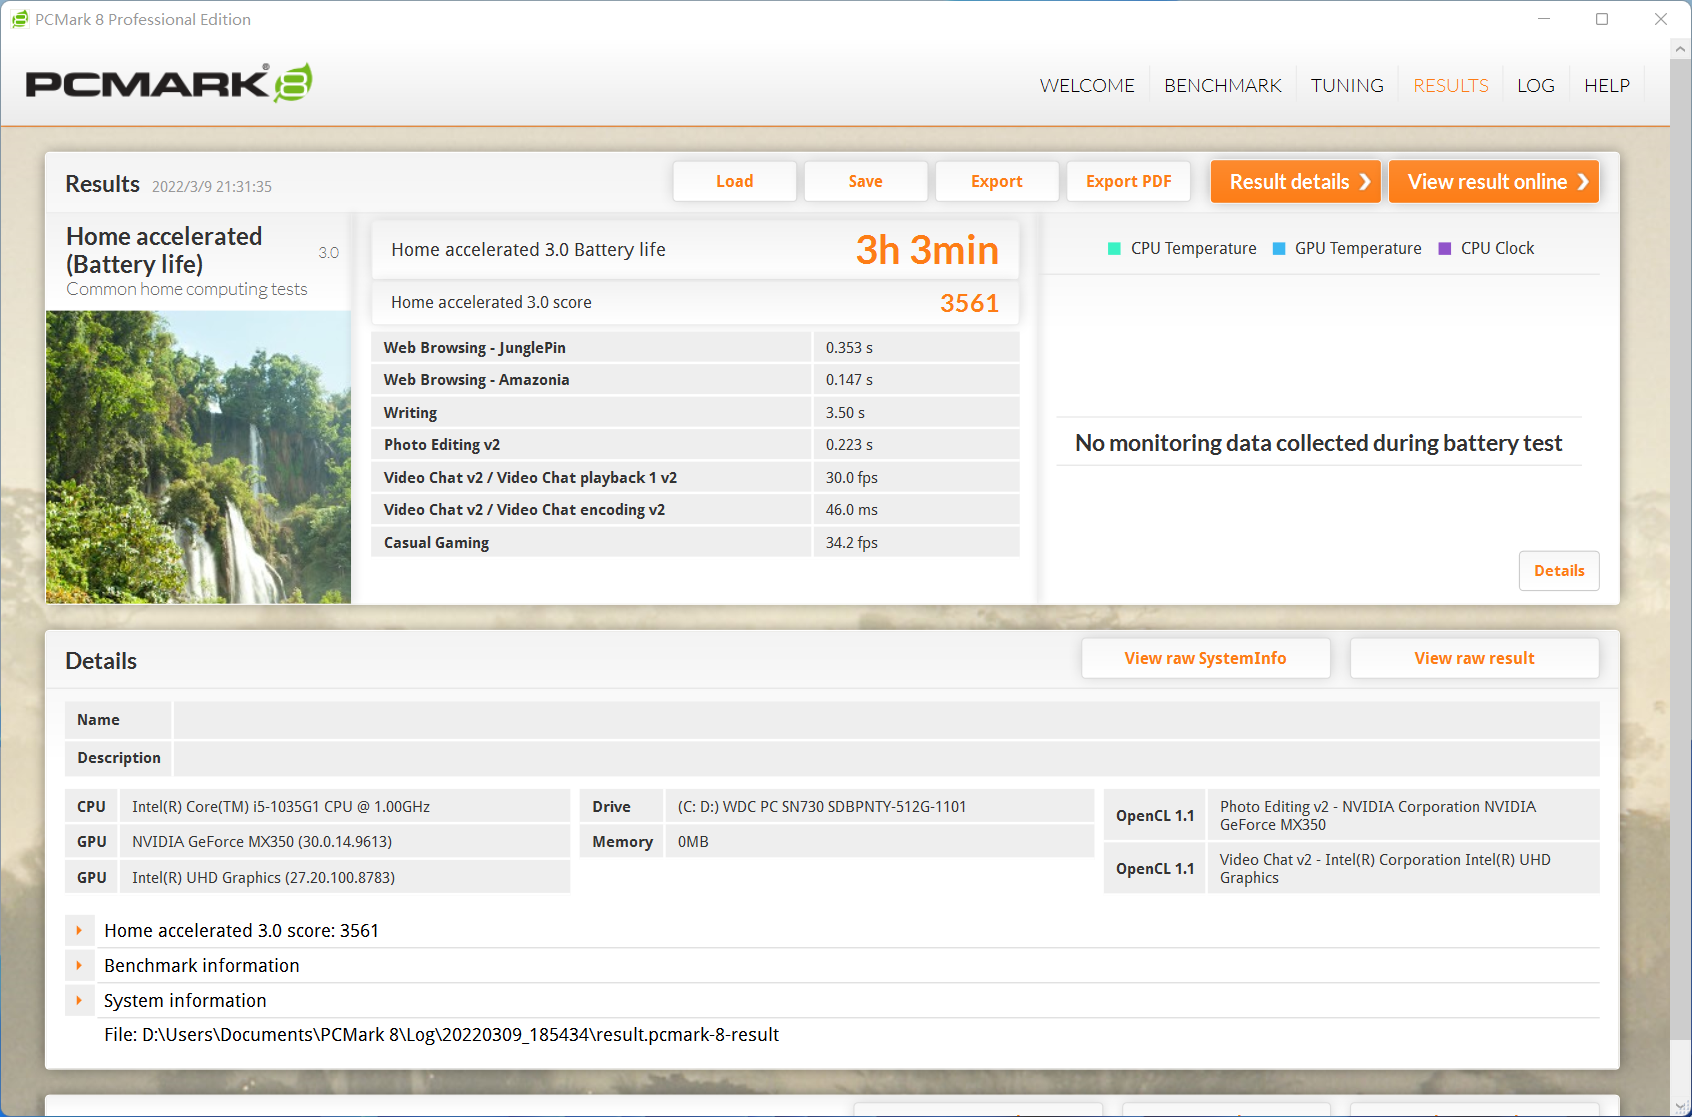 PCMark 8 Professional Edition
PCMARK® 8
WELCOME
BENCHMARK
TUNING
RESULTS
LOG
HELP
Results 2022/3/9 21:31:35
Load
Save
Export
Export PDF
Result details
View result online
Home accelerated
(Battery life)
3.0
Common home computing tests
Home accelerated 3.0 Battery life 3h 3min
Home accelerated 3.0 score 3561
Web Browsing - JunglePin 0.353 s
Web Browsing - Amazonia 0.147 s
Writing 3.50 s
Photo Editing v2 0.223 s
Video Chat v2 / Video Chat playback 1 v2 30.0 fps
Video Chat v2 / Video Chat encoding v2 46.0 ms
Casual Gaming 34.2 fps
CPU Temperature
GPU Temperature
CPU Clock
No monitoring data collected during battery test
Details
Details
View raw SystemInfo
View raw result
Name
Description
CPU Intel(R) Core(TM) i5-1035G1 CPU @ 1.00GHz
GPU NVIDIA GeForce MX350 (30.0.14.9613)
GPU Intel(R) UHD Graphics (27.20.100.8783)
Drive (C: D:) WDC PC SN730 SDBPNTY-512G-1101
Memory 0MB
OpenCL 1.1 Photo Editing v2 - NVIDIA Corporation NVIDIA
GeForce MX350
OpenCL 1.1 Video Chat v2 - Intel(R) Corporation Intel(R) UHD
Graphics
Home accelerated 3.0 score: 3561
Benchmark information
System information
File: D:\Users\Documents\PCMark 8\Log\20220309_185434\result.pcmark-8-result